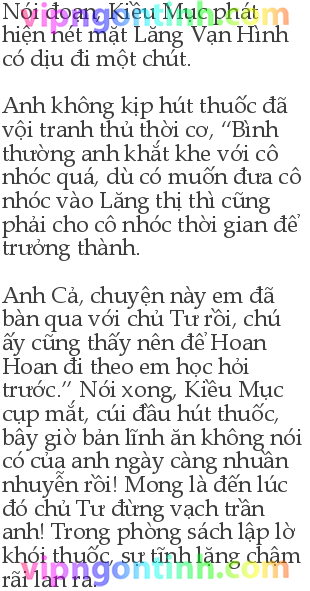 Nói đoạn, Kiều Mục phát
hiện nét mặt Lăng Vạn Hình
có dịu đi một chút.
Anh không kịp hút thuốc đã
vội tranh thủ thời cơ, “Bình
thường anh khắt khe với cô
nhóc quá, dù có muốn đưa cô
nhóc vào Lăng thị thì cũng
phải cho cô nhóc thời gian để
trưởng thành.
Anh Cả, chuyện này em đã
bàn qua với chủ Tư rồi, chú
ấy cũng thấy nên để Hoan
Hoan đi theo em học hỏi
trước.” Nói xong, Kiều Mục
cụp mắt, cúi đầu hút thuốc,
bây giờ bản lĩnh ăn không nói
có của anh ngày càng nhuần
nhuyễn rồi! Mong là đến lúc
đó chủ Tư đừng vạch trần
anh! Trong phòng sách lập lờ
khói thuốc, sự tĩnh lặng chậm
rãi lan ra.
vipngontinh.com
vipngontinh.com